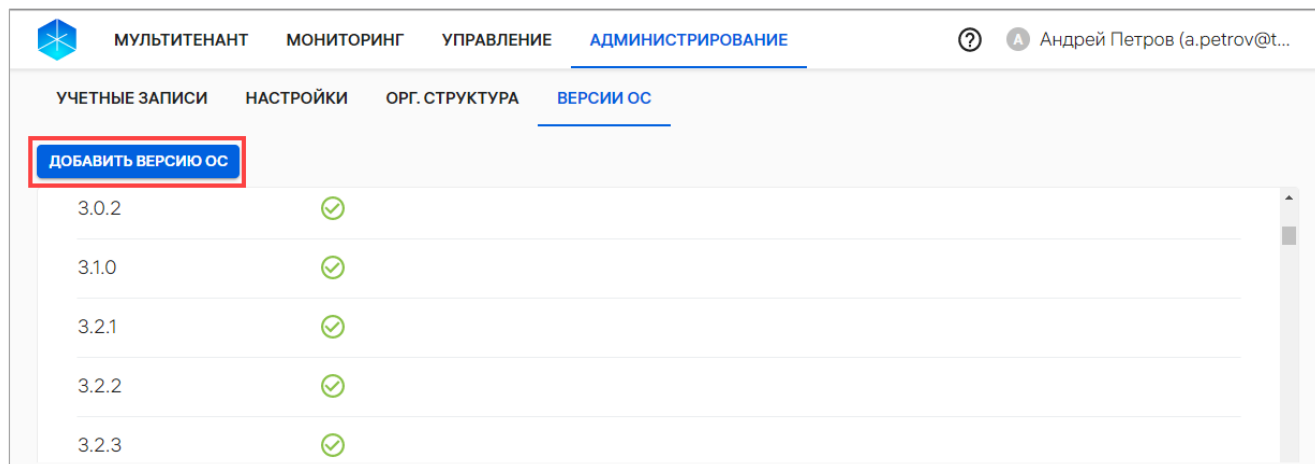 МУЛЬТИТЕНАНТ МОНИТОРИНГ УПРАВЛЕНИЕ АДМИНИСТРИРОВАНИЕ ? А Андрей Петров (a.petrov@t...
УЧЕТНЫЕ ЗАПИСИ НАСТРОЙКИ ОРГ. СТРУКТУРА ВЕРСИИ ОС
ДОБАВИТЬ ВЕРСИЮ ОС
3.0.2
3.1.0
3.2.1
3.2.2
3.2.3